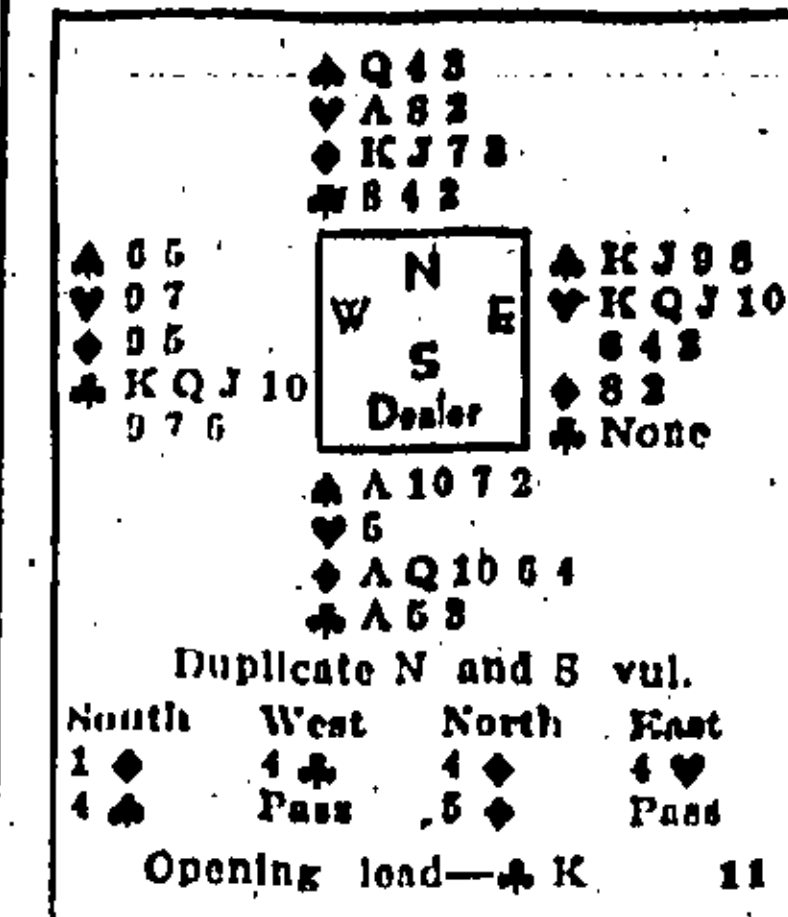 ♠ Q 4 3
♥ A 8 2
♦ K J 7 3
♣ 8 4 2
♠ 6 5
♥ 9 7
♦ 9 5
♣ K Q J 10
9 7 6
N
W E
S
Dealer
♠ K J 9 8
♥ K Q J 10
6 4 3
♦ 8 2
♣ None
♠ A 10 7 2
♥ 5
♦ A Q 10 6 4
♣ A 5 3
Duplicate N and S vul.
South West North East
1 ♦ 4 ♣ 4 ♦ 4 ♥
4 ♠ Pass 5 ♦ Pass
Opening lead—♣ K 11